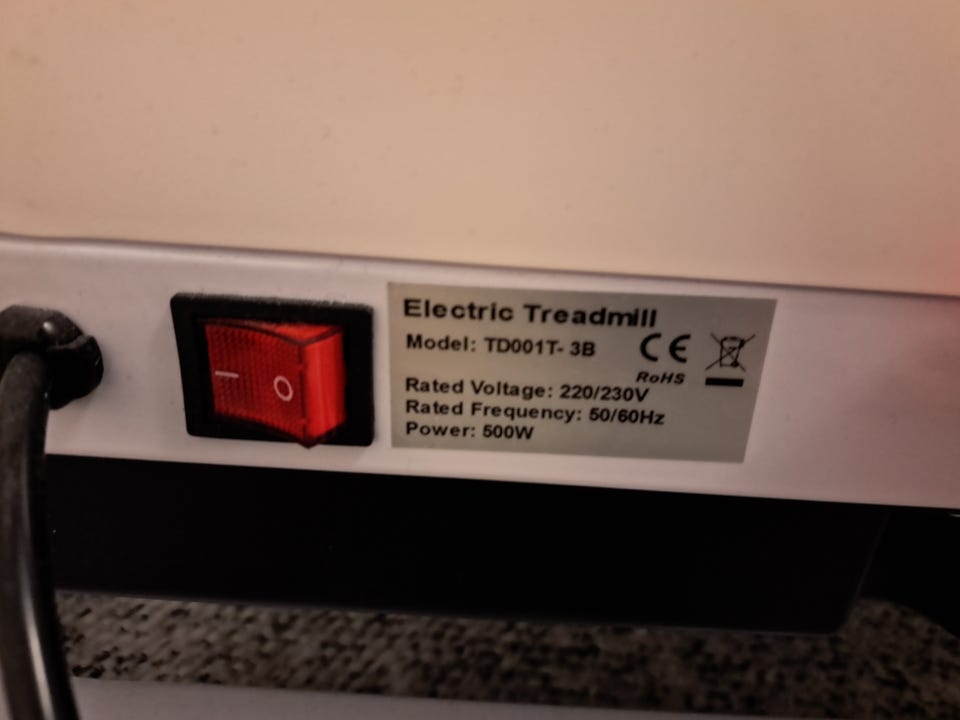 Electric Treadmill
Model: TD001T- 3B
CE
RoHS
Rated Voltage: 220/230V
Rated Frequency: 50/60Hz
Power: 500W
I O